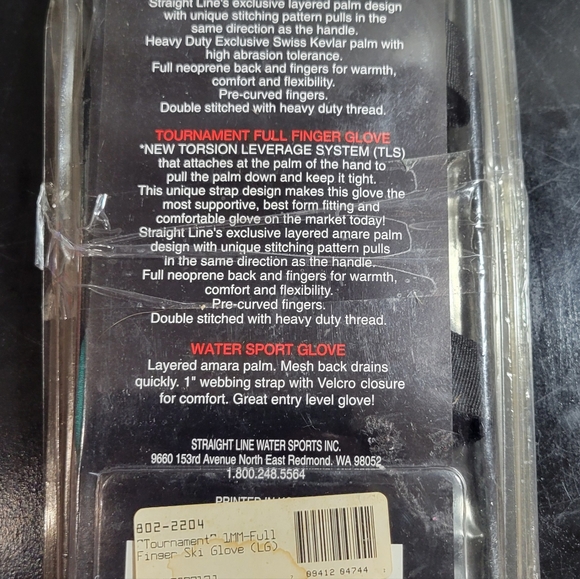 Straight Line's exclusive layered palm design
with unique stitching pattern pulls in the
same direction as the handle.
Heavy Duty Exclusive Swiss Kevlar palm with
high abrasion tolerance.
Full neoprene back and fingers for warmth,
comfort and flexibility.
Pre-curved fingers.
Double stitched with heavy duty thread.
TOURNAMENT FULL FINGER GLOVE
*NEW TORSION LEVERAGE SYSTEM (TLS)
that attaches at the palm of the hand to
pull the palm down and keep it tight.
This unique strap design makes this glove the
most supportive, best form fitting and
comfortable glove on the market today!
Straight Line's exclusive layered amare palm
design with unique stitching pattern pulls
in the same direction as the handle.
Full neoprene back and fingers for warmth,
comfort and flexibility.
Pre-curved fingers.
Double stitched with heavy duty thread.
WATER SPORT GLOVE
Layered amara palm. Mesh back drains
quickly. 1" webbing strap with Velcro closure
for comfort. Great entry level glove!
STRAIGHT LINE WATER SPORTS INC.
9660 153rd Avenue North East Redmond, WA 98052
1.800.248.5564
PRINTED IN
802-2204
"Tournament" 1MM-Full
Finger Ski Glove (LG)
09412 04744